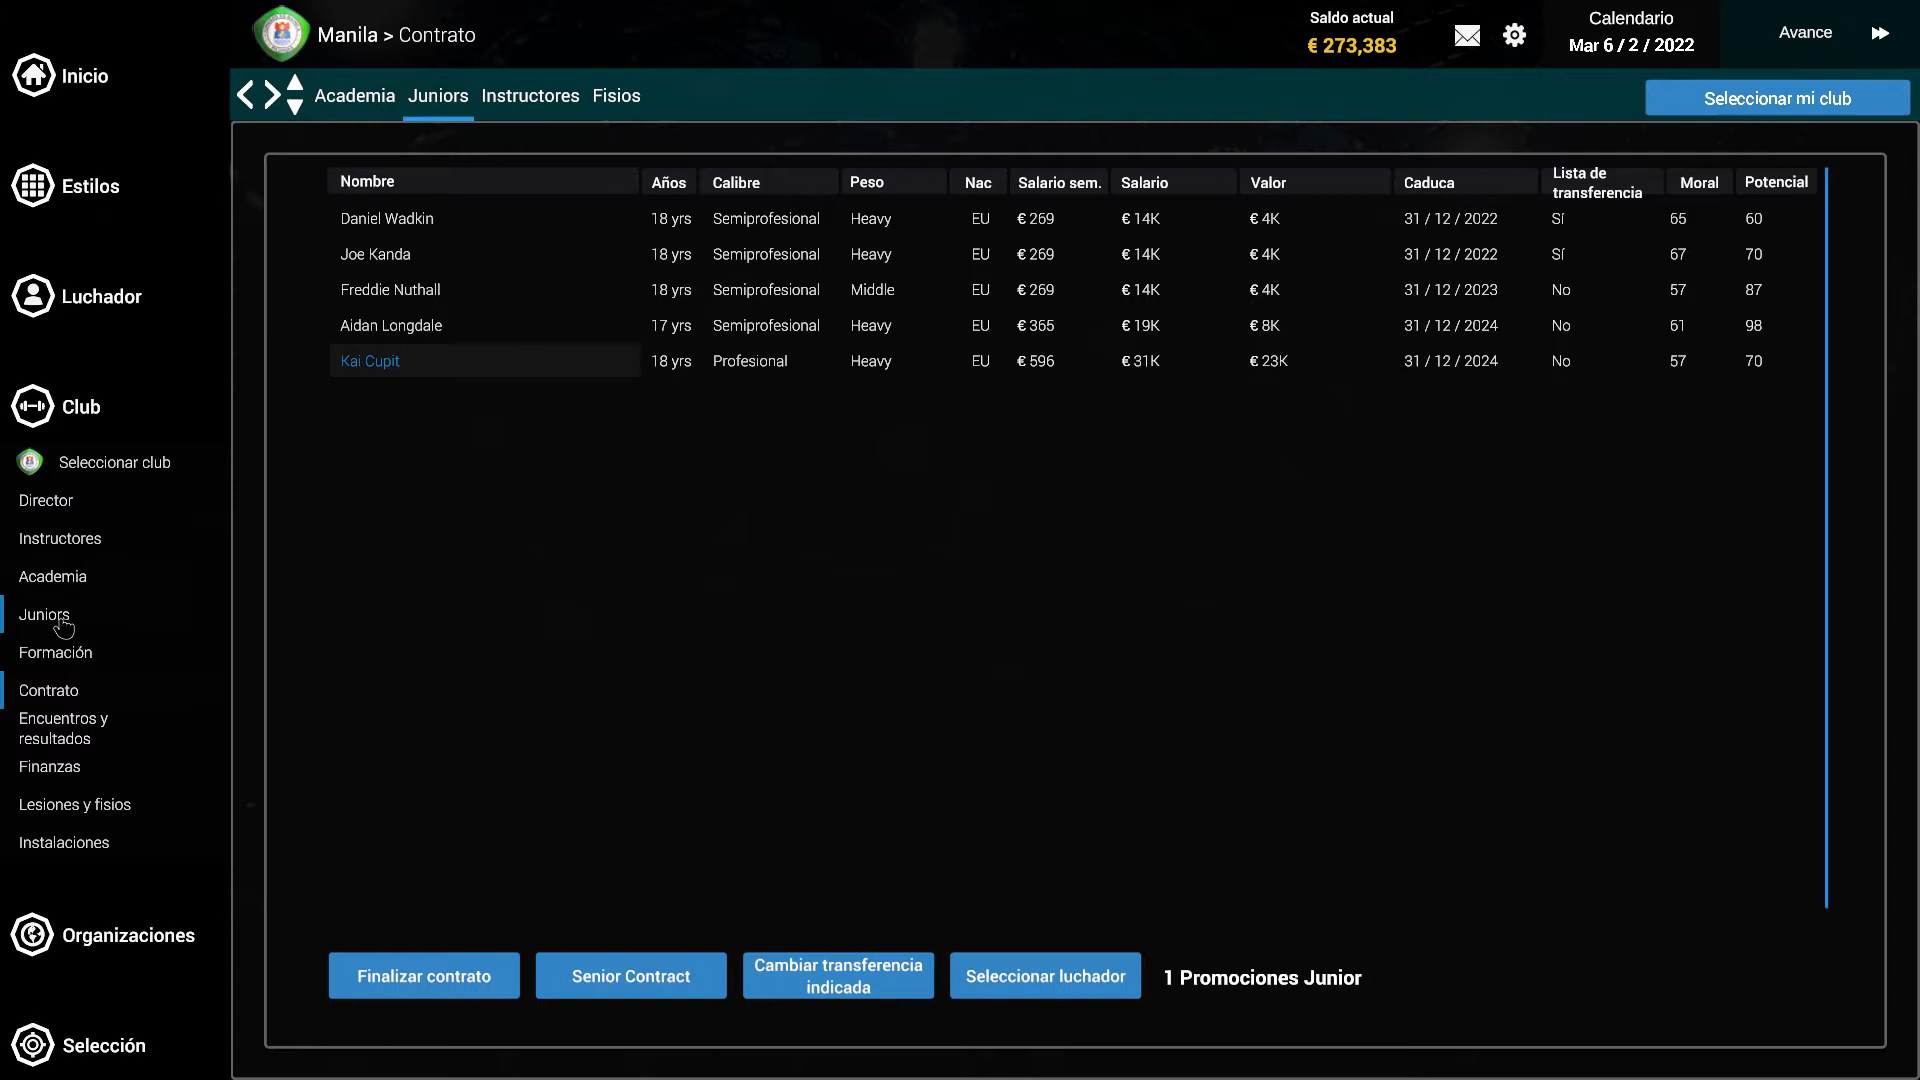 Inicio
Estilos
Luchador
Club
Seleccionar club
Director
Instructores
Academia
Juniors
Formación
Contrato
Encuentros y
resultados
Finanzas
Lesiones y fisios
Instalaciones
Organizaciones
Selección
Manila > Contrato
Saldo actual
€ 273,383
Calendario
Mar 6 / 2 / 2022
Avance
Academia Juniors Instructores Fisios
Seleccionar mi club
Nombre Años Calibre Peso Nac Salario sem. Salario Valor Caduca Lista de transferencia Moral Potencial
Daniel Wadkin 18 yrs Semiprofesional Heavy EU € 269 € 14K € 4K 31 / 12 / 2022 Sí 65 60
Joe Kanda 18 yrs Semiprofesional Heavy EU € 269 € 14K € 4K 31 / 12 / 2022 Sí 67 70
Freddie Nuthall 18 yrs Semiprofesional Middle EU € 269 € 14K € 4K 31 / 12 / 2023 No 57 87
Aidan Longdale 17 yrs Semiprofesional Heavy EU € 365 € 19K € 8K 31 / 12 / 2024 No 61 98
Kai Cupit 18 yrs Profesional Heavy EU € 596 € 31K € 23K 31 / 12 / 2024 No 57 70
Finalizar contrato
Senior Contract
Cambiar transferencia
indicada
Seleccionar luchador
1 Promociones Junior